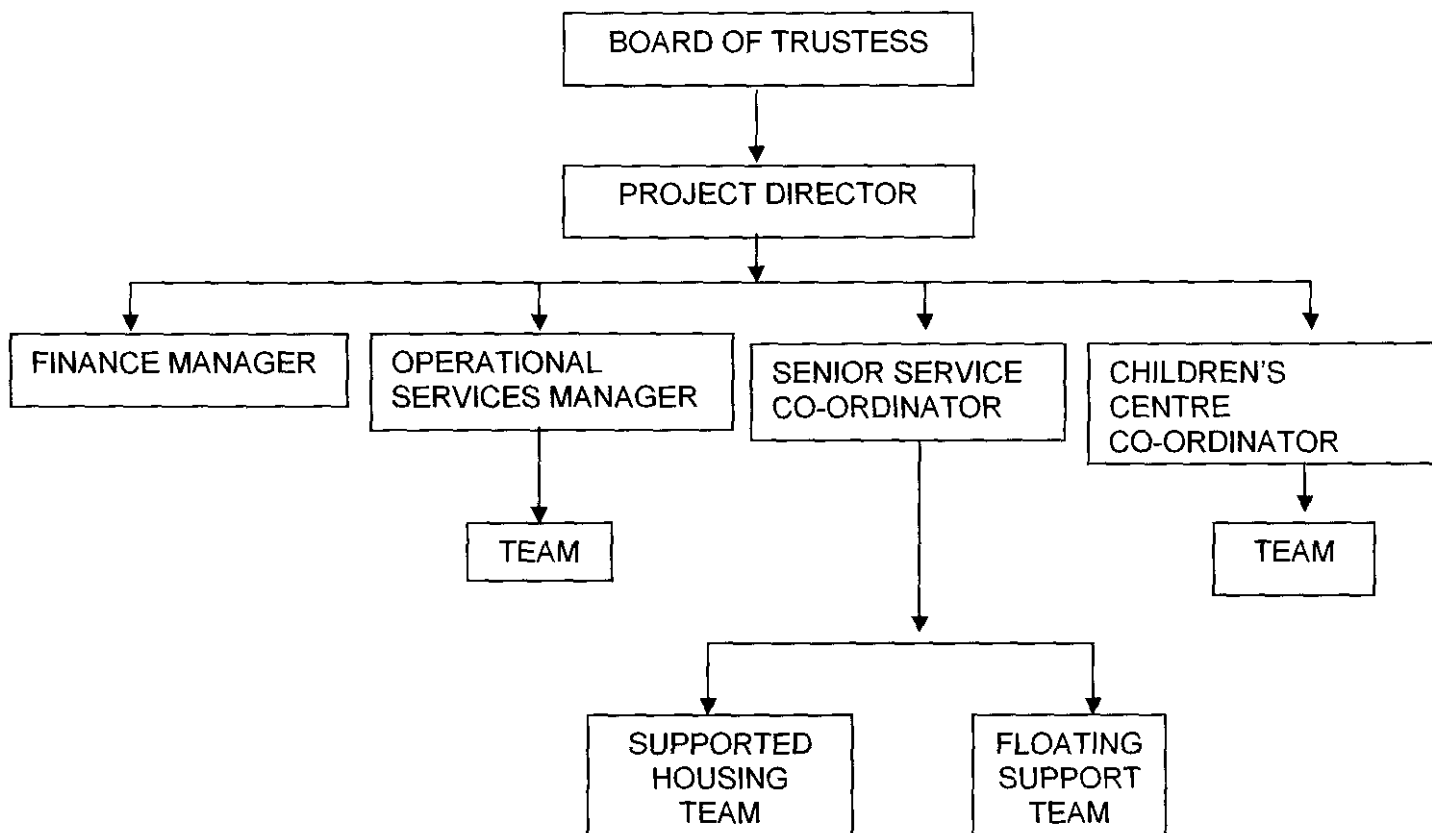 BOARD OF TRUSTESS
PROJECT DIRECTOR
FINANCE MANAGER
OPERATIONAL
SERVICES MANAGER
SENIOR SERVICE
CO-ORDINATOR
CHILDREN'S
CENTRE
CO-ORDINATOR
TEAM
TEAM
SUPPORTED
HOUSING
TEAM
FLOATING
SUPPORT
TEAM